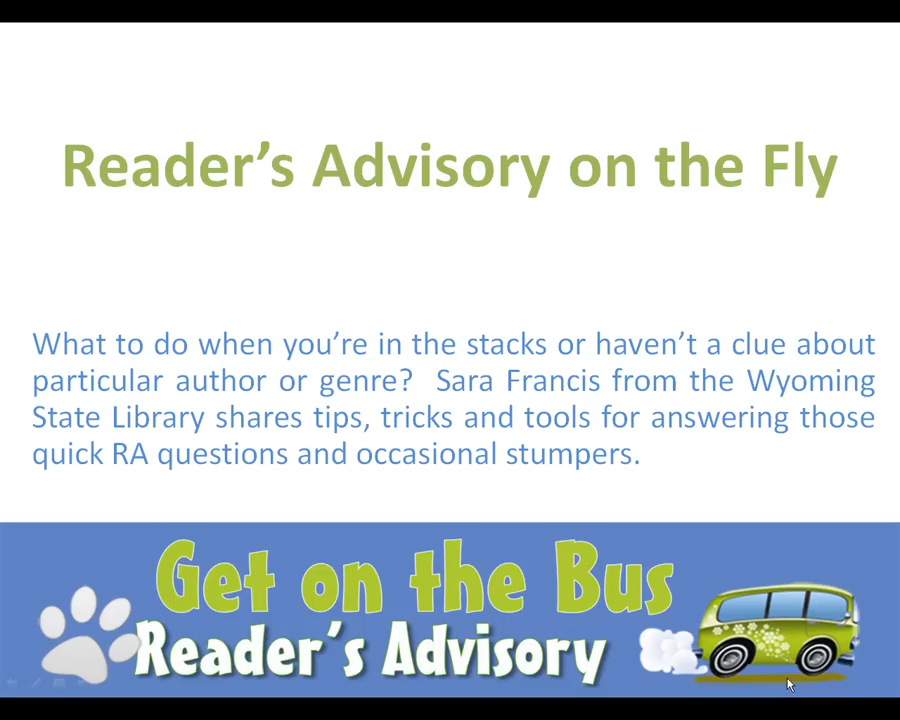 Reader’s Advisory on the Fly
What to do when you’re in the stacks or haven’t a clue about
particular author or genre?  Sara Francis from the Wyoming
State Library shares tips, tricks and tools for answering those
quick RA questions and occasional stumpers.
Get on the Bus
Reader’s Advisory